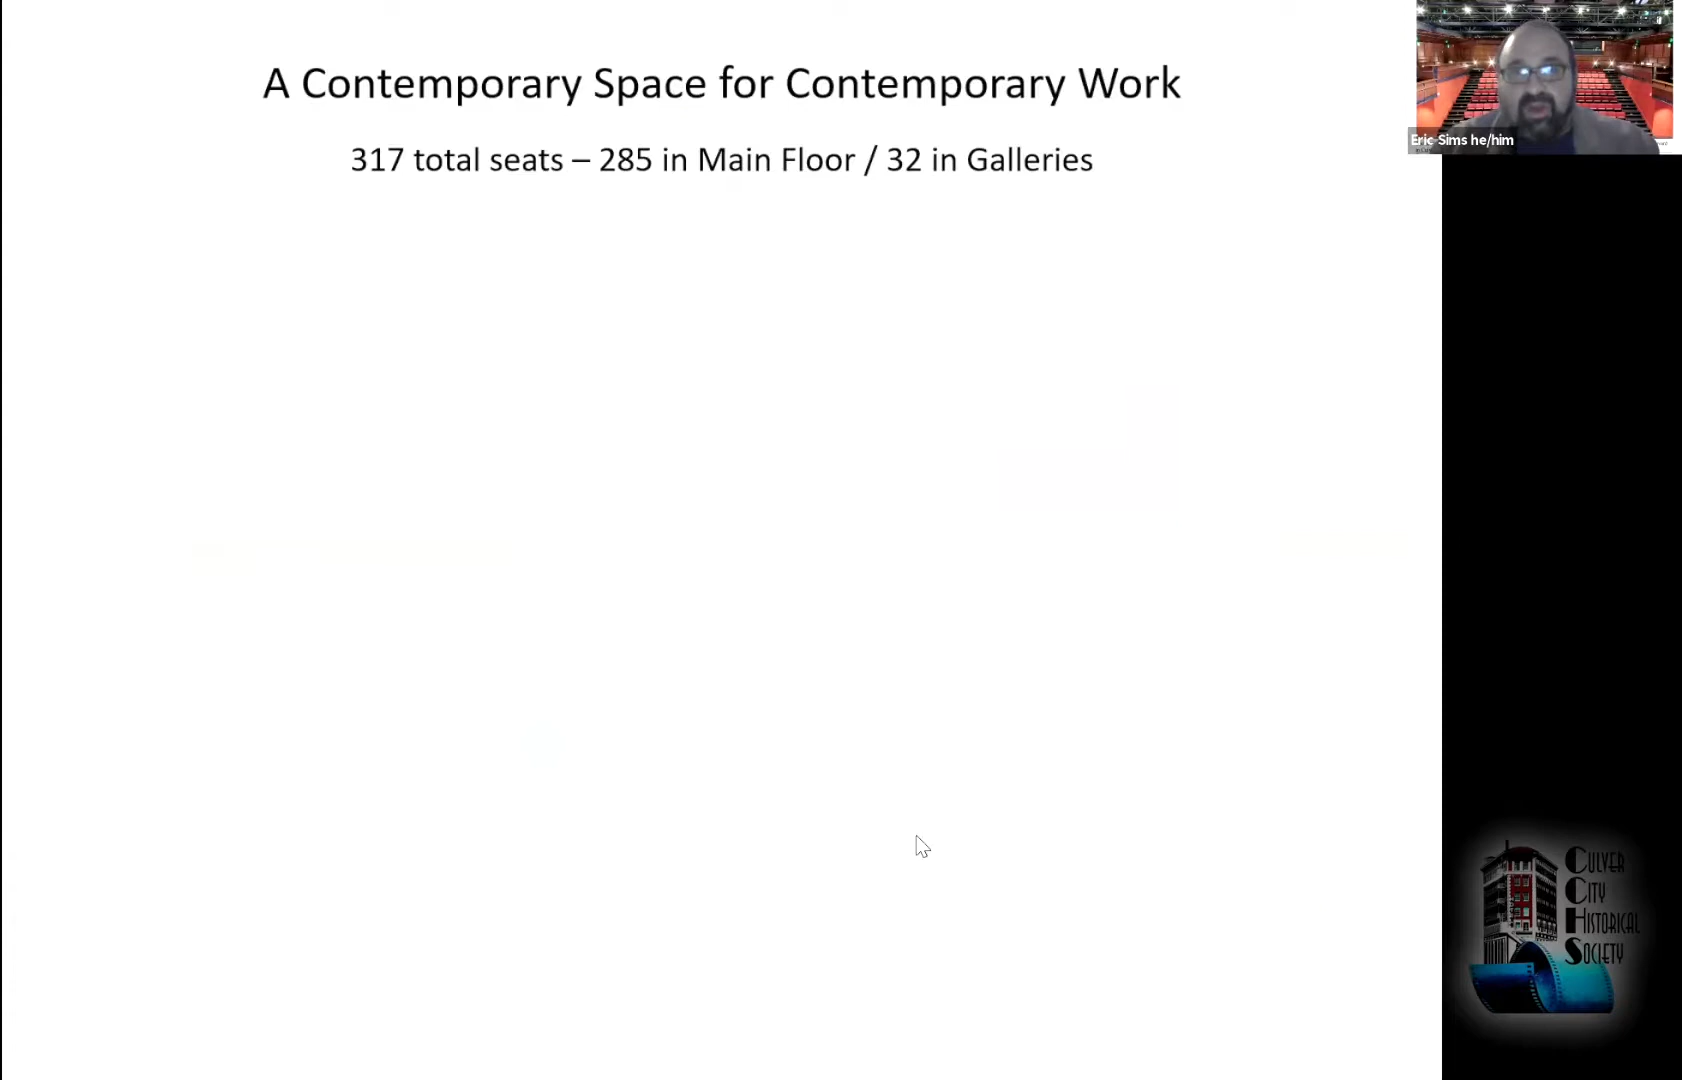 A Contemporary Space for Contemporary Work
317 total seats – 285 in Main Floor / 32 in Galleries
Eric Sims he/him
CULVER
CITY
HISTORICAL
SOCIETY